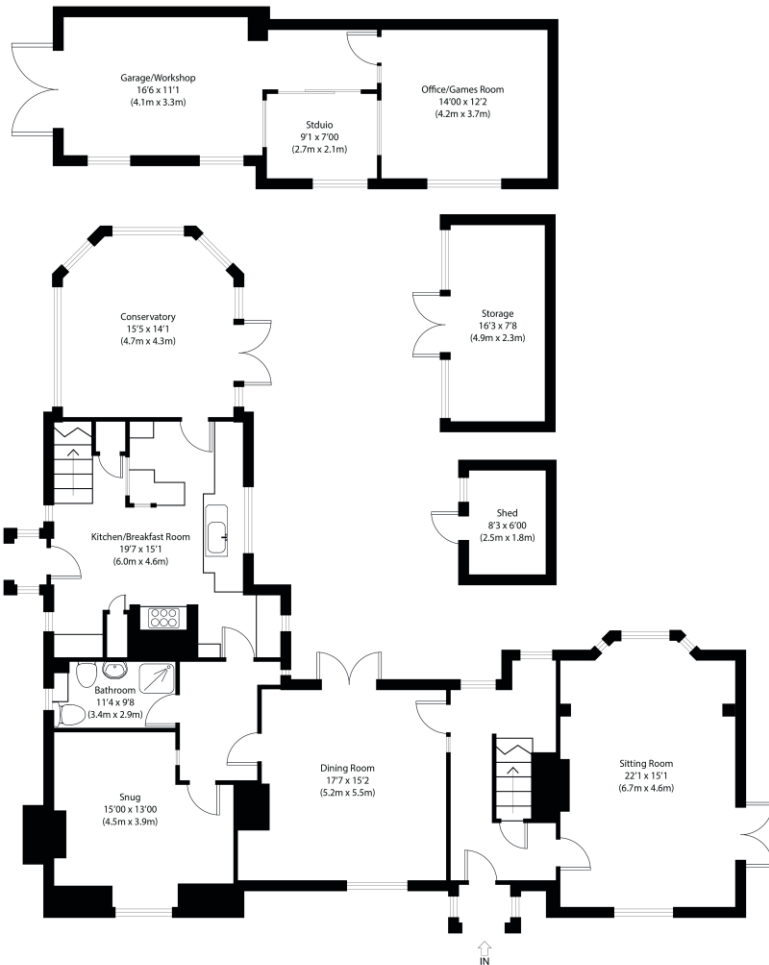 Garage/Workshop
16'6 x 11'1
(4.1m x 3.3m)
Stduio
9'1 x 7'00
(2.7m x 2.1m)
Office/Games Room
14'00 x 12'2
(4.2m x 3.7m)
Conservatory
15'5 x 14'1
(4.7m x 4.3m)
Storage
16'3 x 7'8
(4.9m x 2.3m)
Kitchen/Breakfast Room
19'7 x 15'1
(6.0m x 4.6m)
Shed
8'3 x 6'00
(2.5m x 1.8m)
Bathroom
11'4 x 9'8
(3.4m x 2.9m)
Dining Room
17'7 x 15'2
(5.2m x 5.5m)
Sitting Room
22'1 x 15'1
(6.7m x 4.6m)
Snug
15'00 x 13'00
(4.5m x 3.9m)
IN